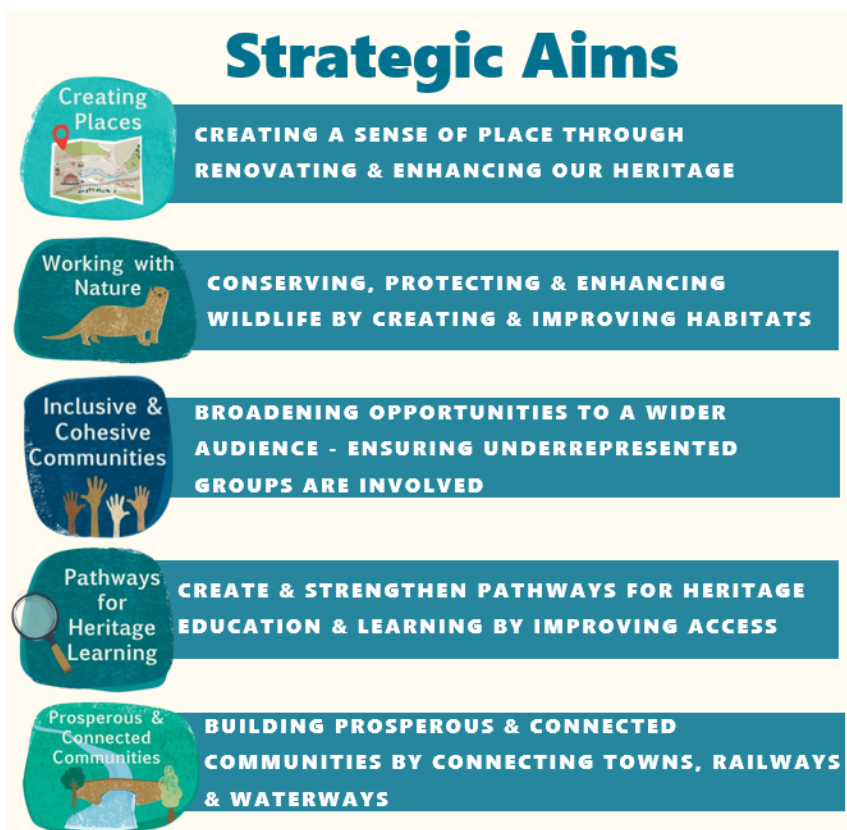 Strategic Aims
Creating
Places
CREATING A SENSE OF PLACE THROUGH
RENOVATING & ENHANCING OUR HERITAGE
Working with
Nature
CONSERVING, PROTECTING & ENHANCING
WILDLIFE BY CREATING & IMPROVING HABITATS
Inclusive &
Cohesive
Communities
BROADENING OPPORTUNITIES TO A WIDER
AUDIENCE - ENSURING UNDERREPRESENTED
GROUPS ARE INVOLVED
Pathways
for
Heritage
Learning
CREATE & STRENGTHEN PATHWAYS FOR HERITAGE
EDUCATION & LEARNING BY IMPROVING ACCESS
Prosperous &
Connected
Communities
BUILDING PROSPEROUS & CONNECTED
COMMUNITIES BY CONNECTING TOWNS, RAILWAYS
& WATERWAYS